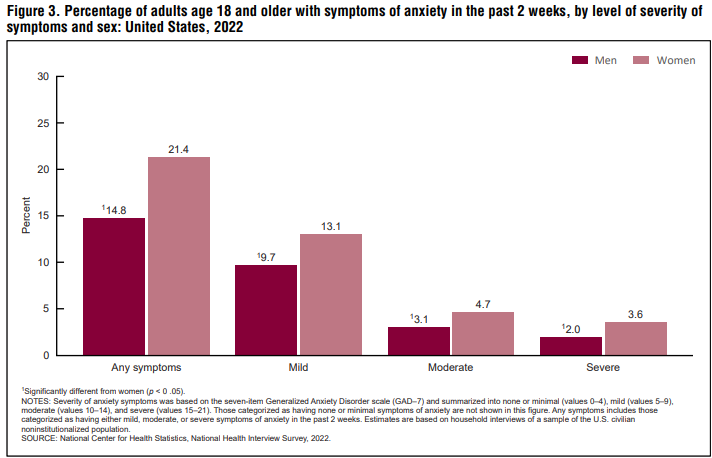 Figure 3. Percentage of adults age 18 and older with symptoms of anxiety in the past 2 weeks, by level of severity of
symptoms and sex: United States, 2022
Men Women
30
25
20
15
10
5
0
Percent
¹14.8
21.4
¹9.7
13.1
¹3.1
4.7
¹2.0
3.6
Any symptoms Mild Moderate Severe
¹Significantly different from women (p < 0 .05).
NOTES: Severity of anxiety symptoms was based on the seven-item Generalized Anxiety Disorder scale (GAD–7) and summarized into none or minimal (values 0–4), mild (values 5–9),
moderate (values 10–14), and severe (values 15–21). Those categorized as having none or minimal symptoms of anxiety are not shown in this figure. Any symptoms includes those
categorized as having either mild, moderate, or severe symptoms of anxiety in the past 2 weeks. Estimates are based on household interviews of a sample of the U.S. civilian
noninstitutionalized population.
SOURCE: National Center for Health Statistics, National Health Interview Survey, 2022.